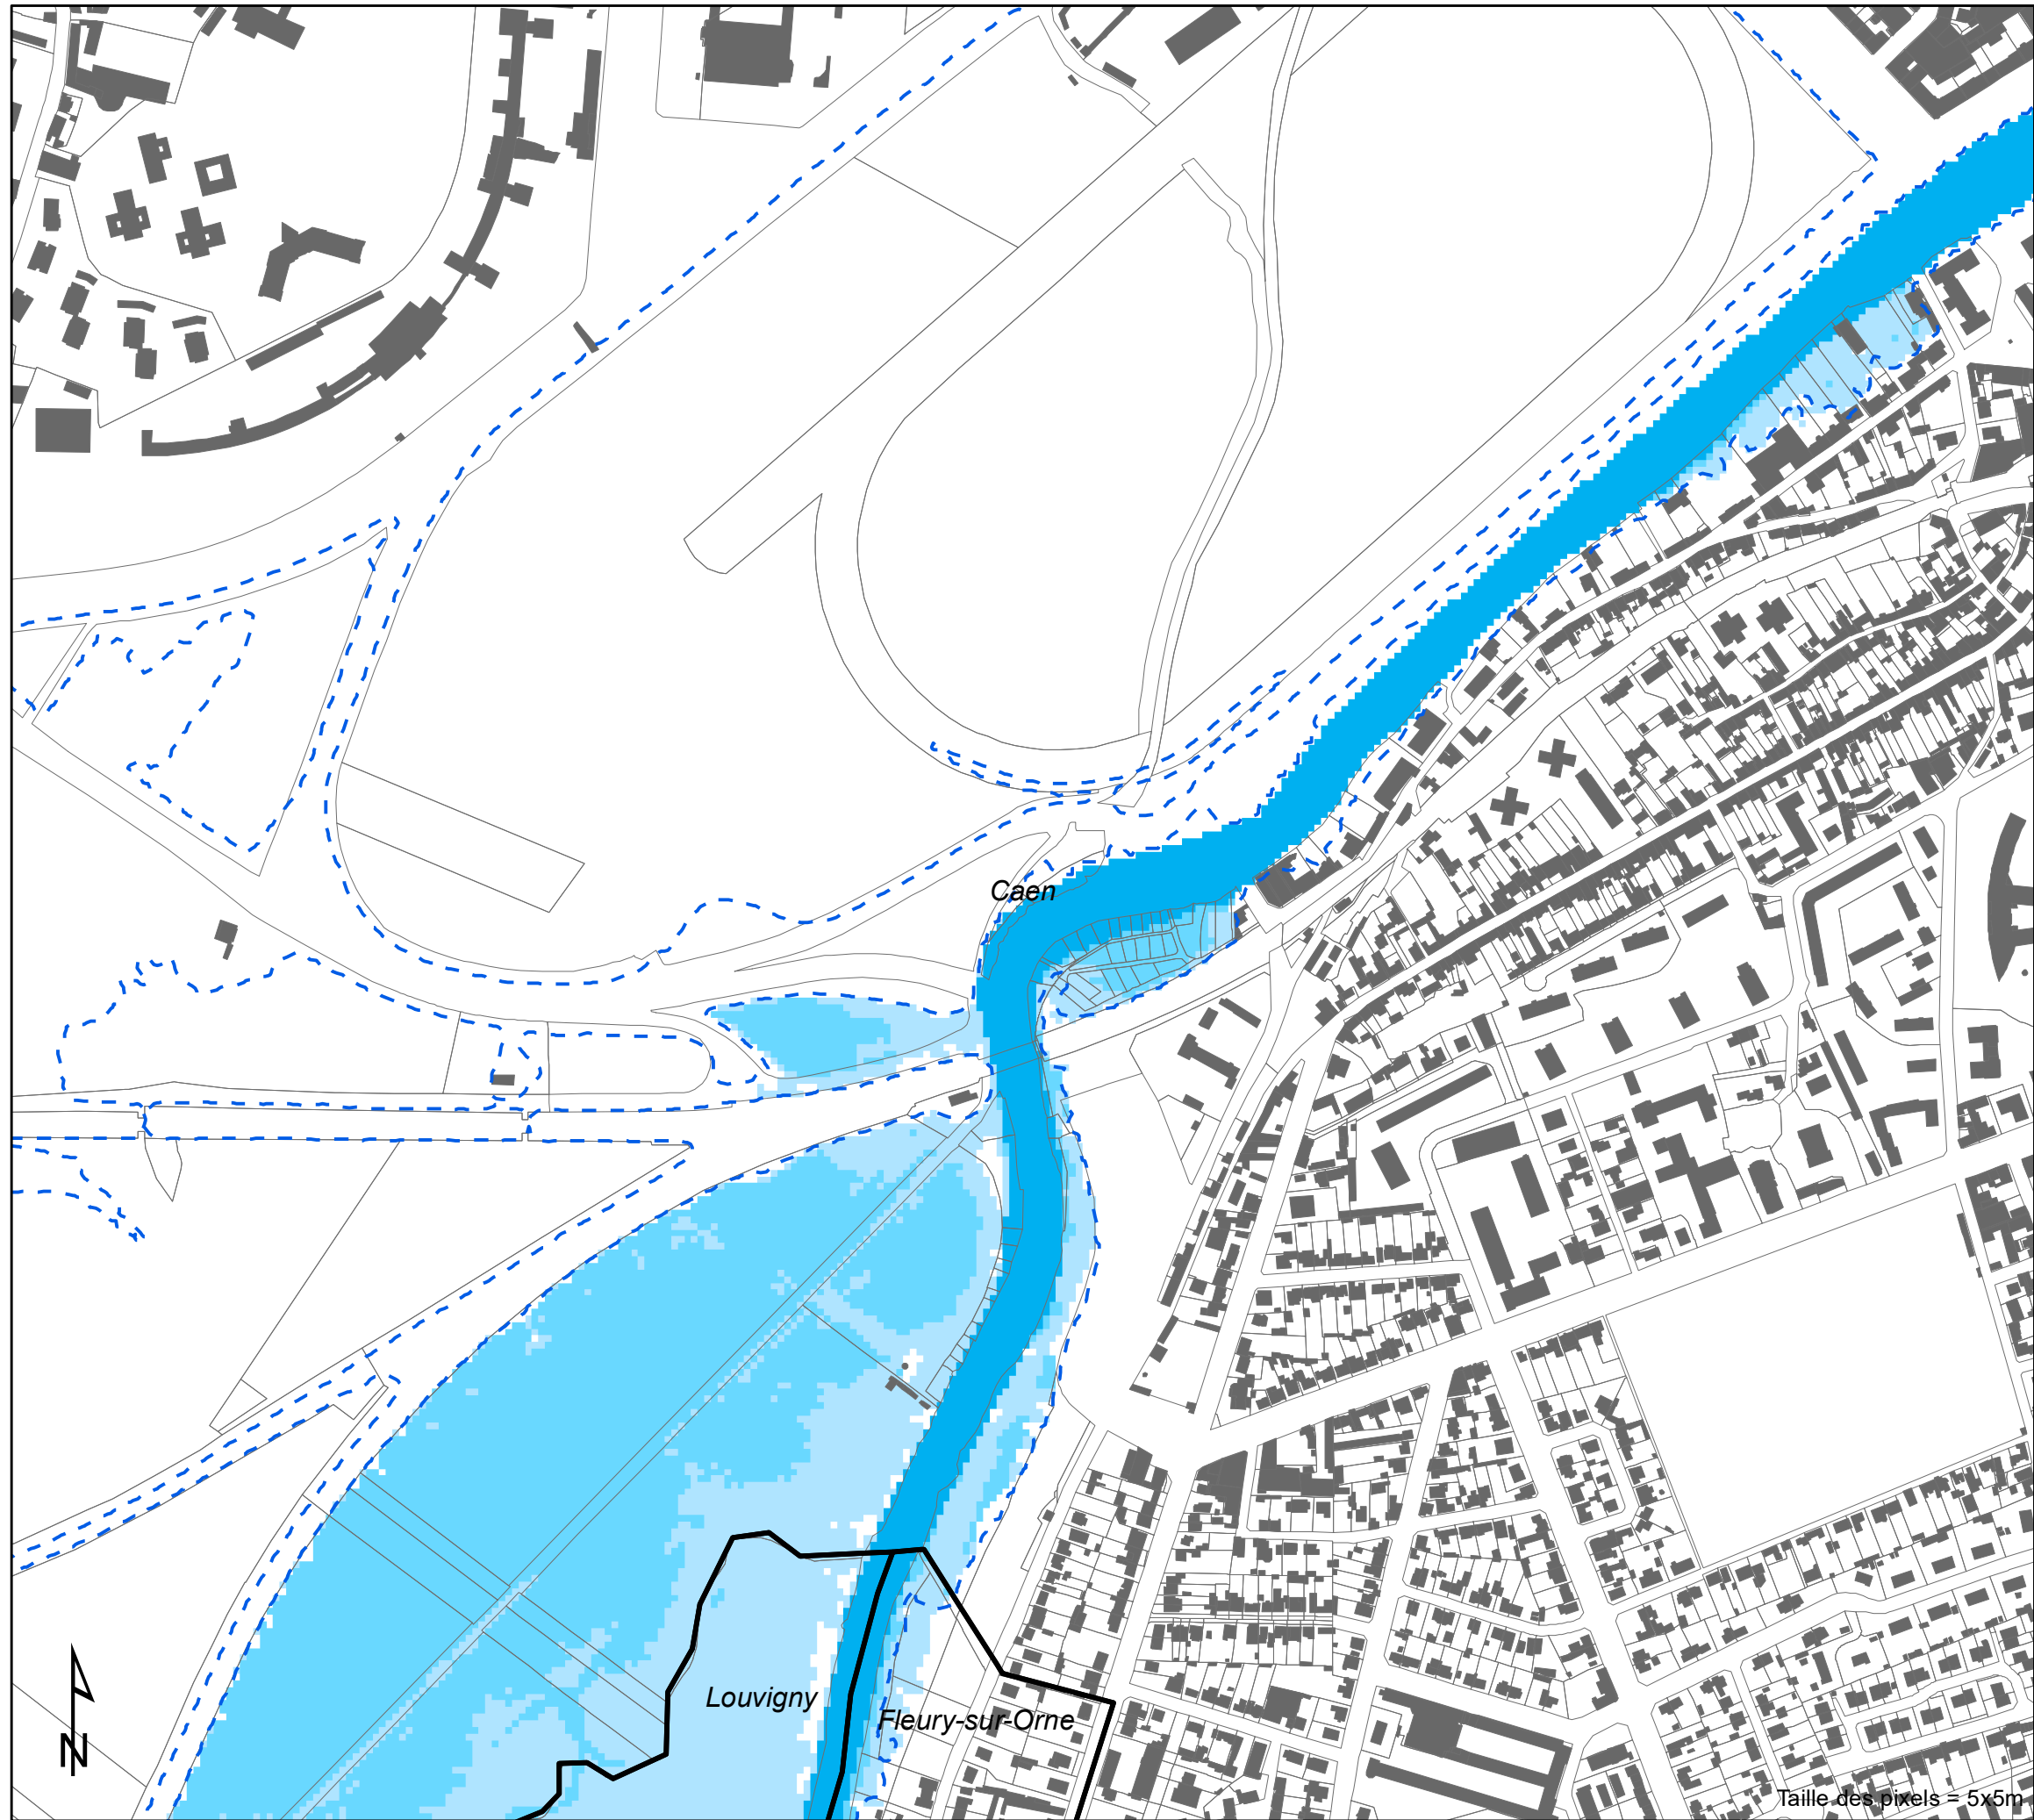 Caen
Louvigny
Fleury-sur-Orne
N
Taille des pixels = 5x5m